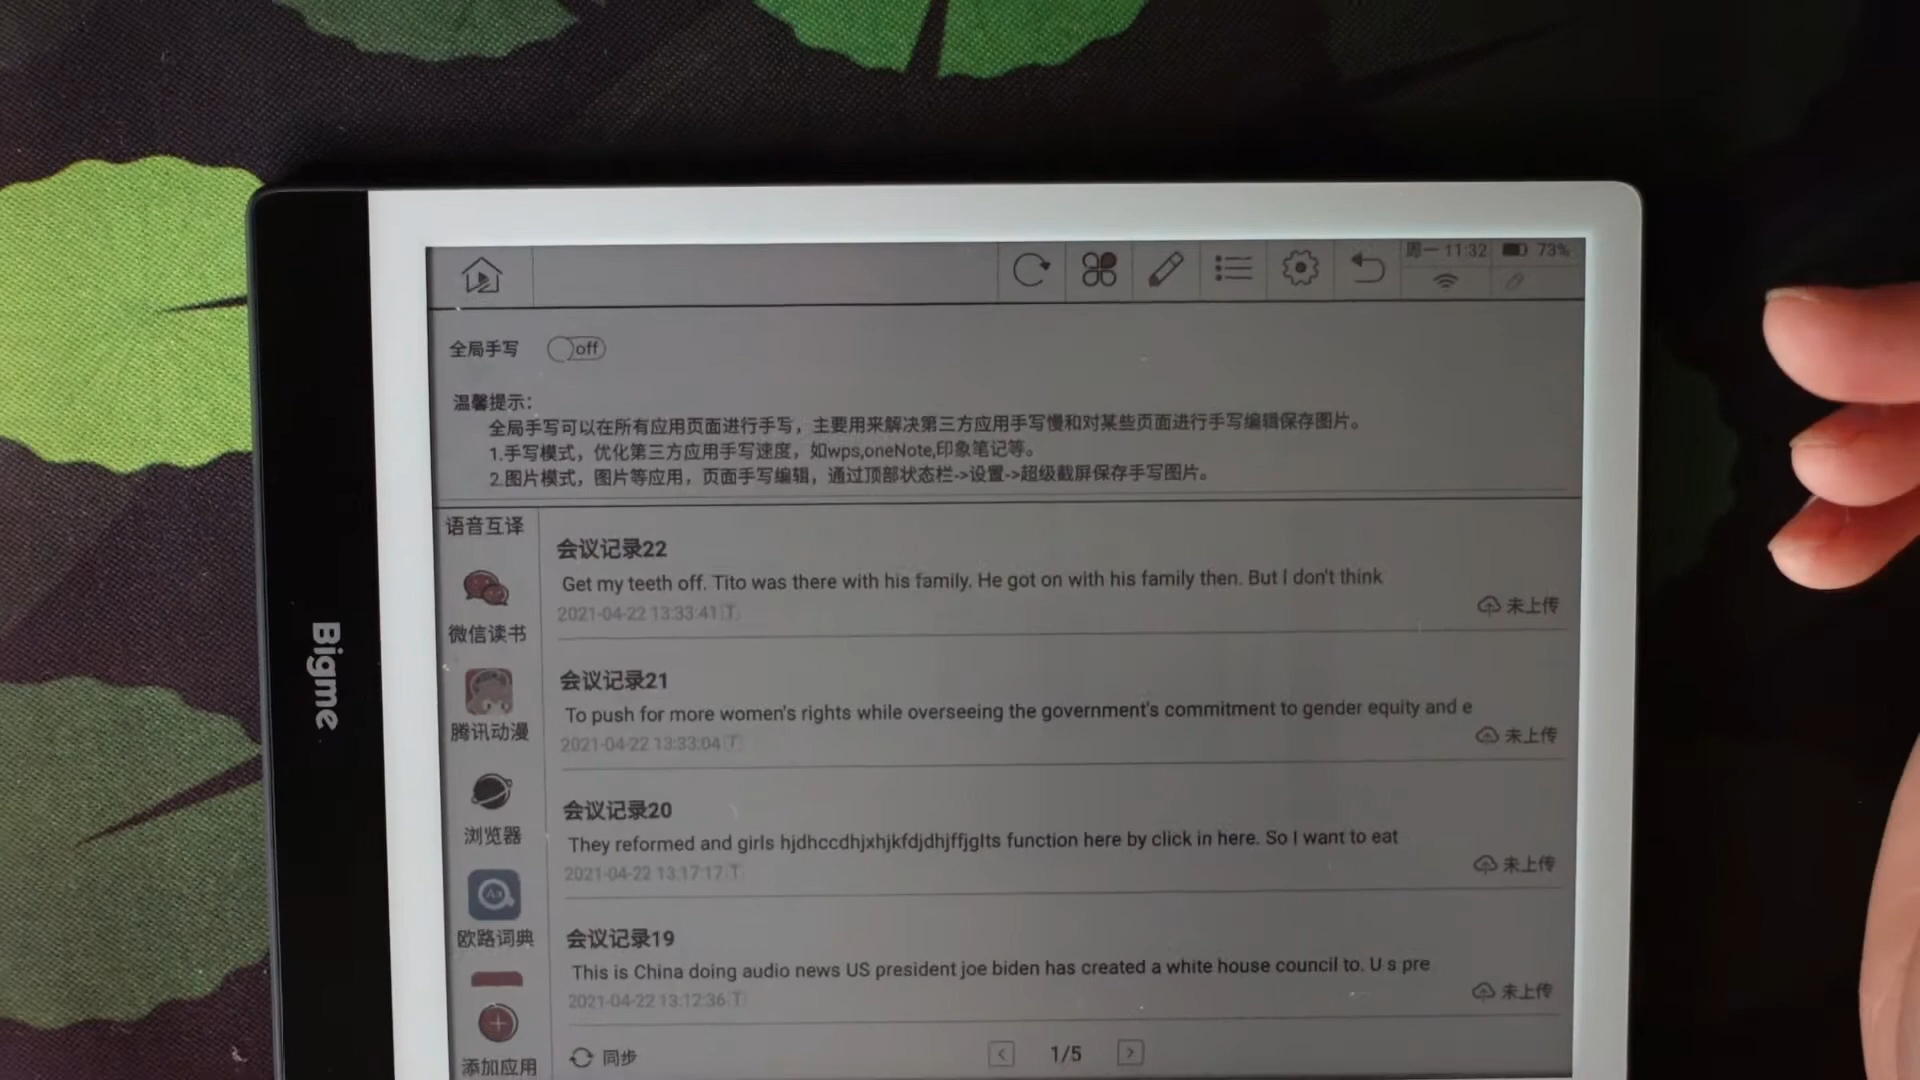 Bigme
周一 11:32 73%
全局手写 off
温馨提示：
全局手写可以在所有应用页面进行手写，主要用来解决第三方应用手写慢和对某些页面进行手写编辑保存图片。
1.手写模式，优化第三方应用手写速度，如wps,oneNote,印象笔记等。
2.图片模式，图片等应用，页面手写编辑，通过顶部状态栏->设置->超级截屏保存手写图片。
语音互译
微信读书
腾讯动漫
浏览器
欧路词典
添加应用
会议记录22
Get my teeth off. Tito was there with his family. He got on with his family then. But I don't think
2021-04-22 13:33:41 T
未上传
会议记录21
To push for more women's rights while overseeing the government's commitment to gender equity and e
2021-04-22 13:33:04 T
未上传
会议记录20
They reformed and girls hjdhccdhjxhjkfdjdhjffjglts function here by click in here. So I want to eat
2021-04-22 13:17:17 T
未上传
会议记录19
This is China doing audio news US president joe biden has created a white house council to. U s pre
2021-04-22 13:12:36 T
未上传
同步
< 1/5 >